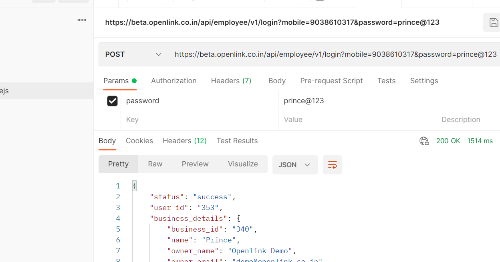 •••
https://beta.openlink.co.in/api/employee/v1/login?mobile=9038610317&password=prince@123
POST https://beta.openlink.co.in/api/employee/v1/login?mobile=9038610317&password=prince@123
Params Authorization Headers (7) Body Pre-request Script Tests Settings
ejs
password prince@123
Key Value Description
Body Cookies Headers (12) Test Results 200 OK 1514 ms
Pretty Raw Preview Visualize JSON
1 {
2 "status": "success",
3 "user_id": "353",
4 "business_details": {
5 "business_id": "340",
6 "name": "Prince",
7 "owner_name": "Openlink Demo",
8